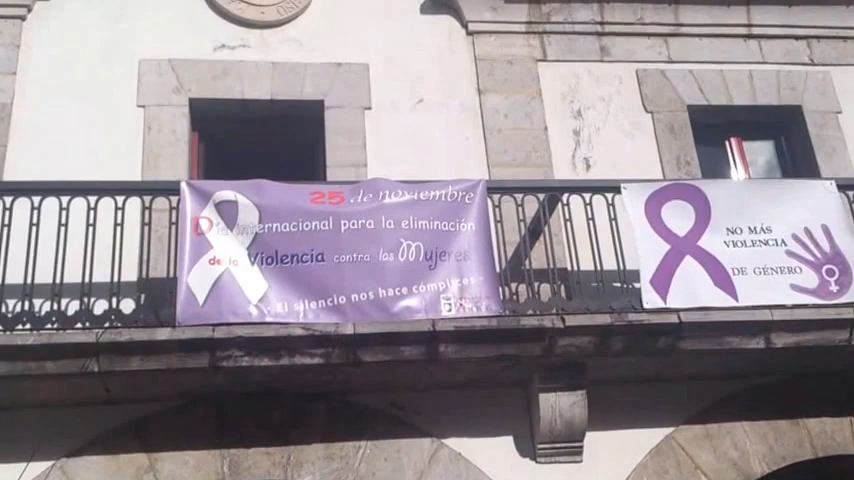 25 de noviembre
Día internacional para la eliminación
de la Violencia contra las Mujeres
El silencio nos hace cómplices
NO MÁS
VIOLENCIA
DE GÉNERO